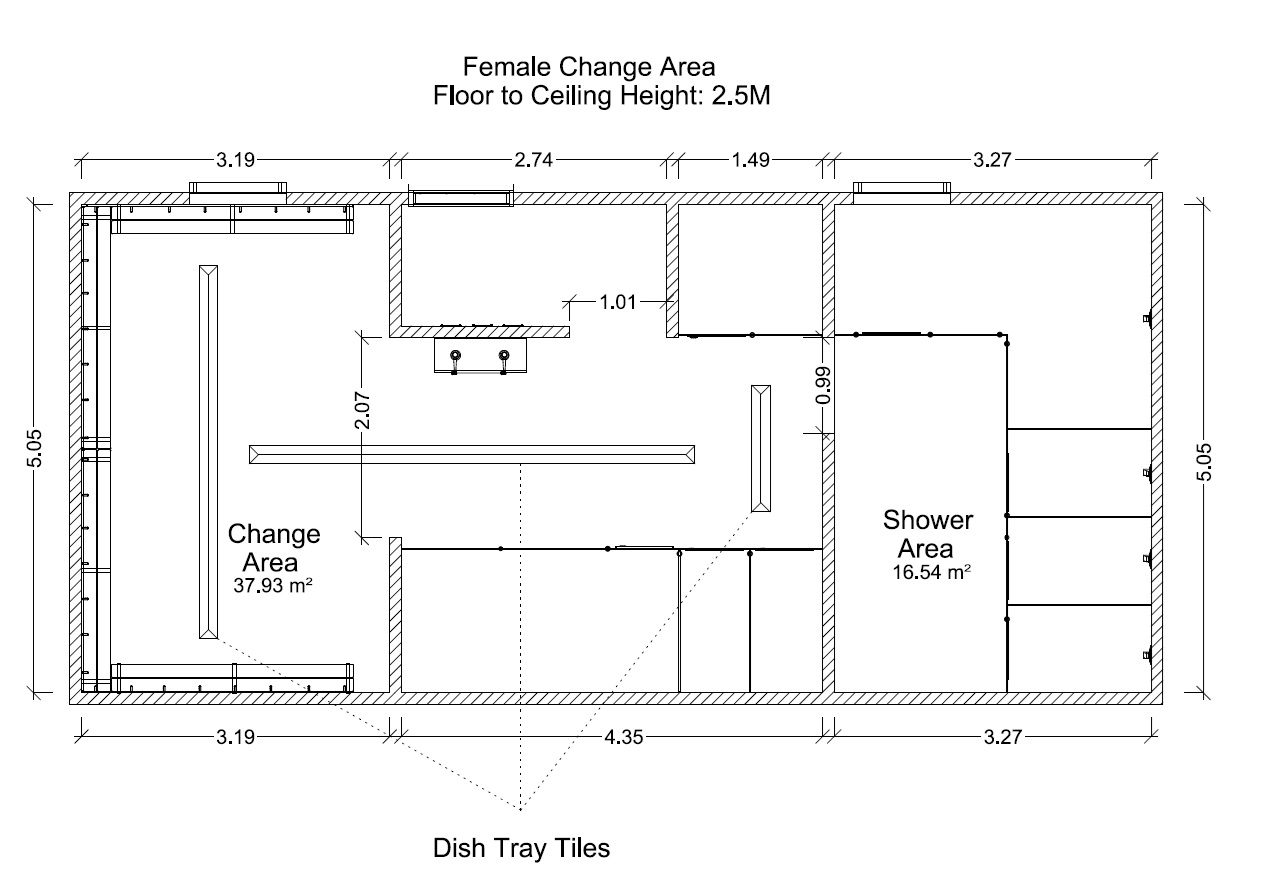 Female Change Area
Floor to Ceiling Height: 2.5M
3.19
2.74
1.49
3.27
1.01
0.99
2.07
5.05
5.05
Change
Area
37.93 m²
Shower
Area
16.54 m²
3.19
4.35
3.27
Dish Tray Tiles